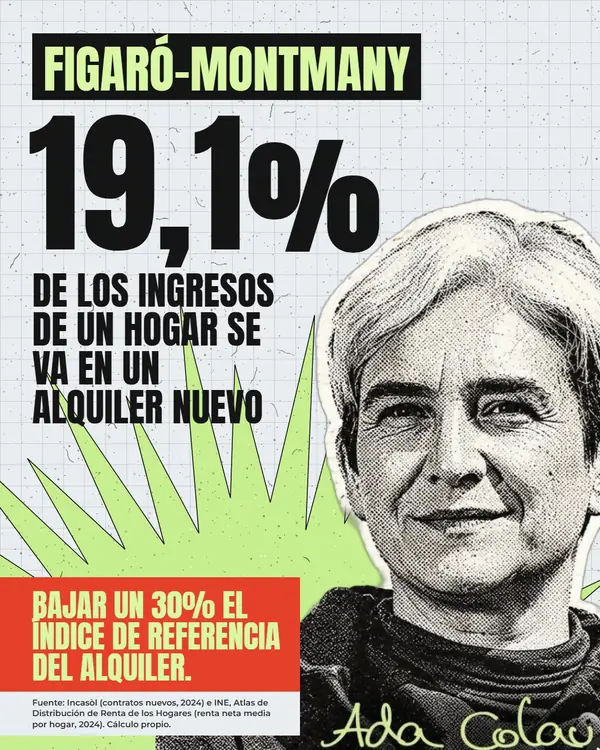 FIGARÓ-MONTMANY
19,1%
DE LOS INGRESOS
DE UN HOGAR SE
VA EN UN
ALQUILER NUEVO
BAJAR UN 30% EL
ÍNDICE DE REFERENCIA
DEL ALQUILER.
Fuente: Incasòl (contratos nuevos, 2024) e INE, Atlas de
Distribución de Renta de los Hogares (renta neta media
por hogar, 2024). Cálculo propio.
Ada Colau